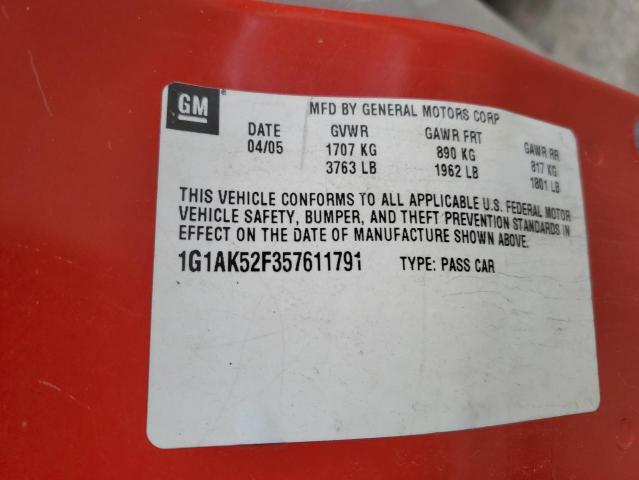 GM
MFD BY GENERAL MOTORS CORP
DATE GVWR GAWR FRT GAWR RR
04/05 1707 KG 890 KG 817 KG
3763 LB 1962 LB 1801 LB
THIS VEHICLE CONFORMS TO ALL APPLICABLE U.S. FEDERAL MOTOR
VEHICLE SAFETY, BUMPER, AND THEFT PREVENTION STANDARDS IN
EFFECT ON THE DATE OF MANUFACTURE SHOWN ABOVE.
1G1AK52F357611791 TYPE: PASS CAR